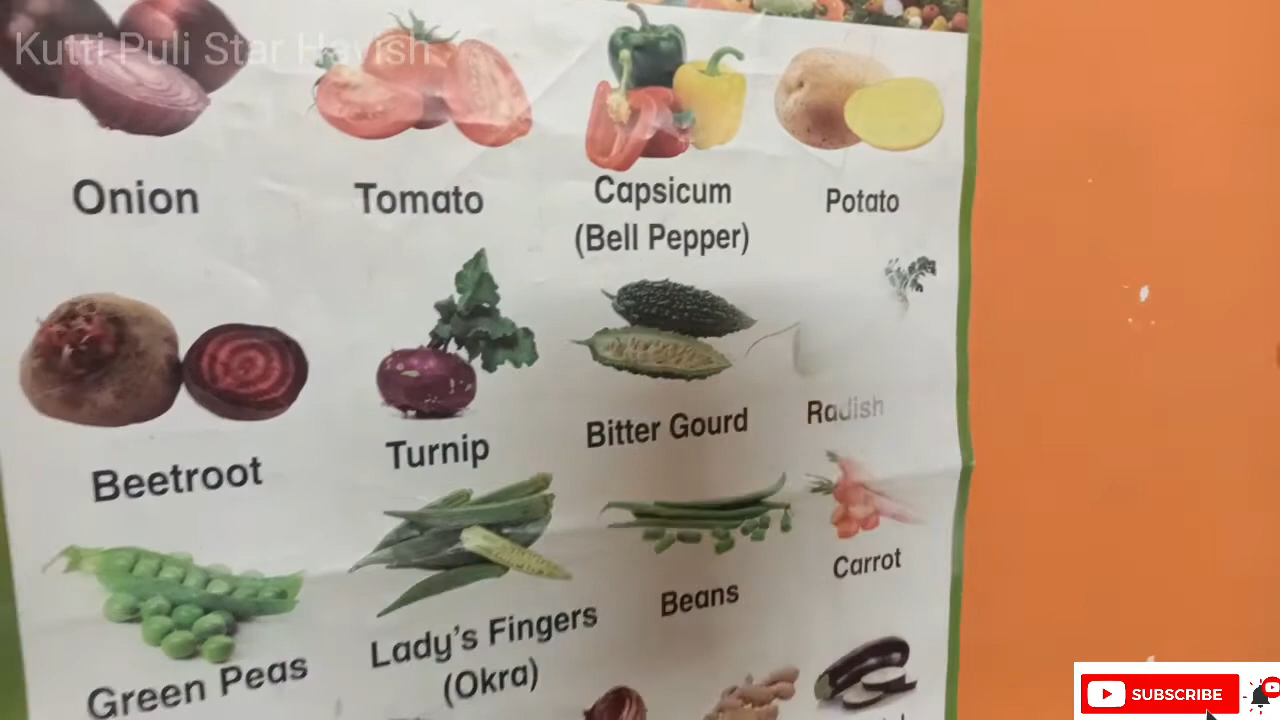 Kutti Puli Star Havish
Onion
Tomato
Capsicum
(Bell Pepper)
Potato
Beetroot
Turnip
Bitter Gourd
Radish
Green Peas
Lady's Fingers
(Okra)
Beans
Carrot
SUBSCRIBE